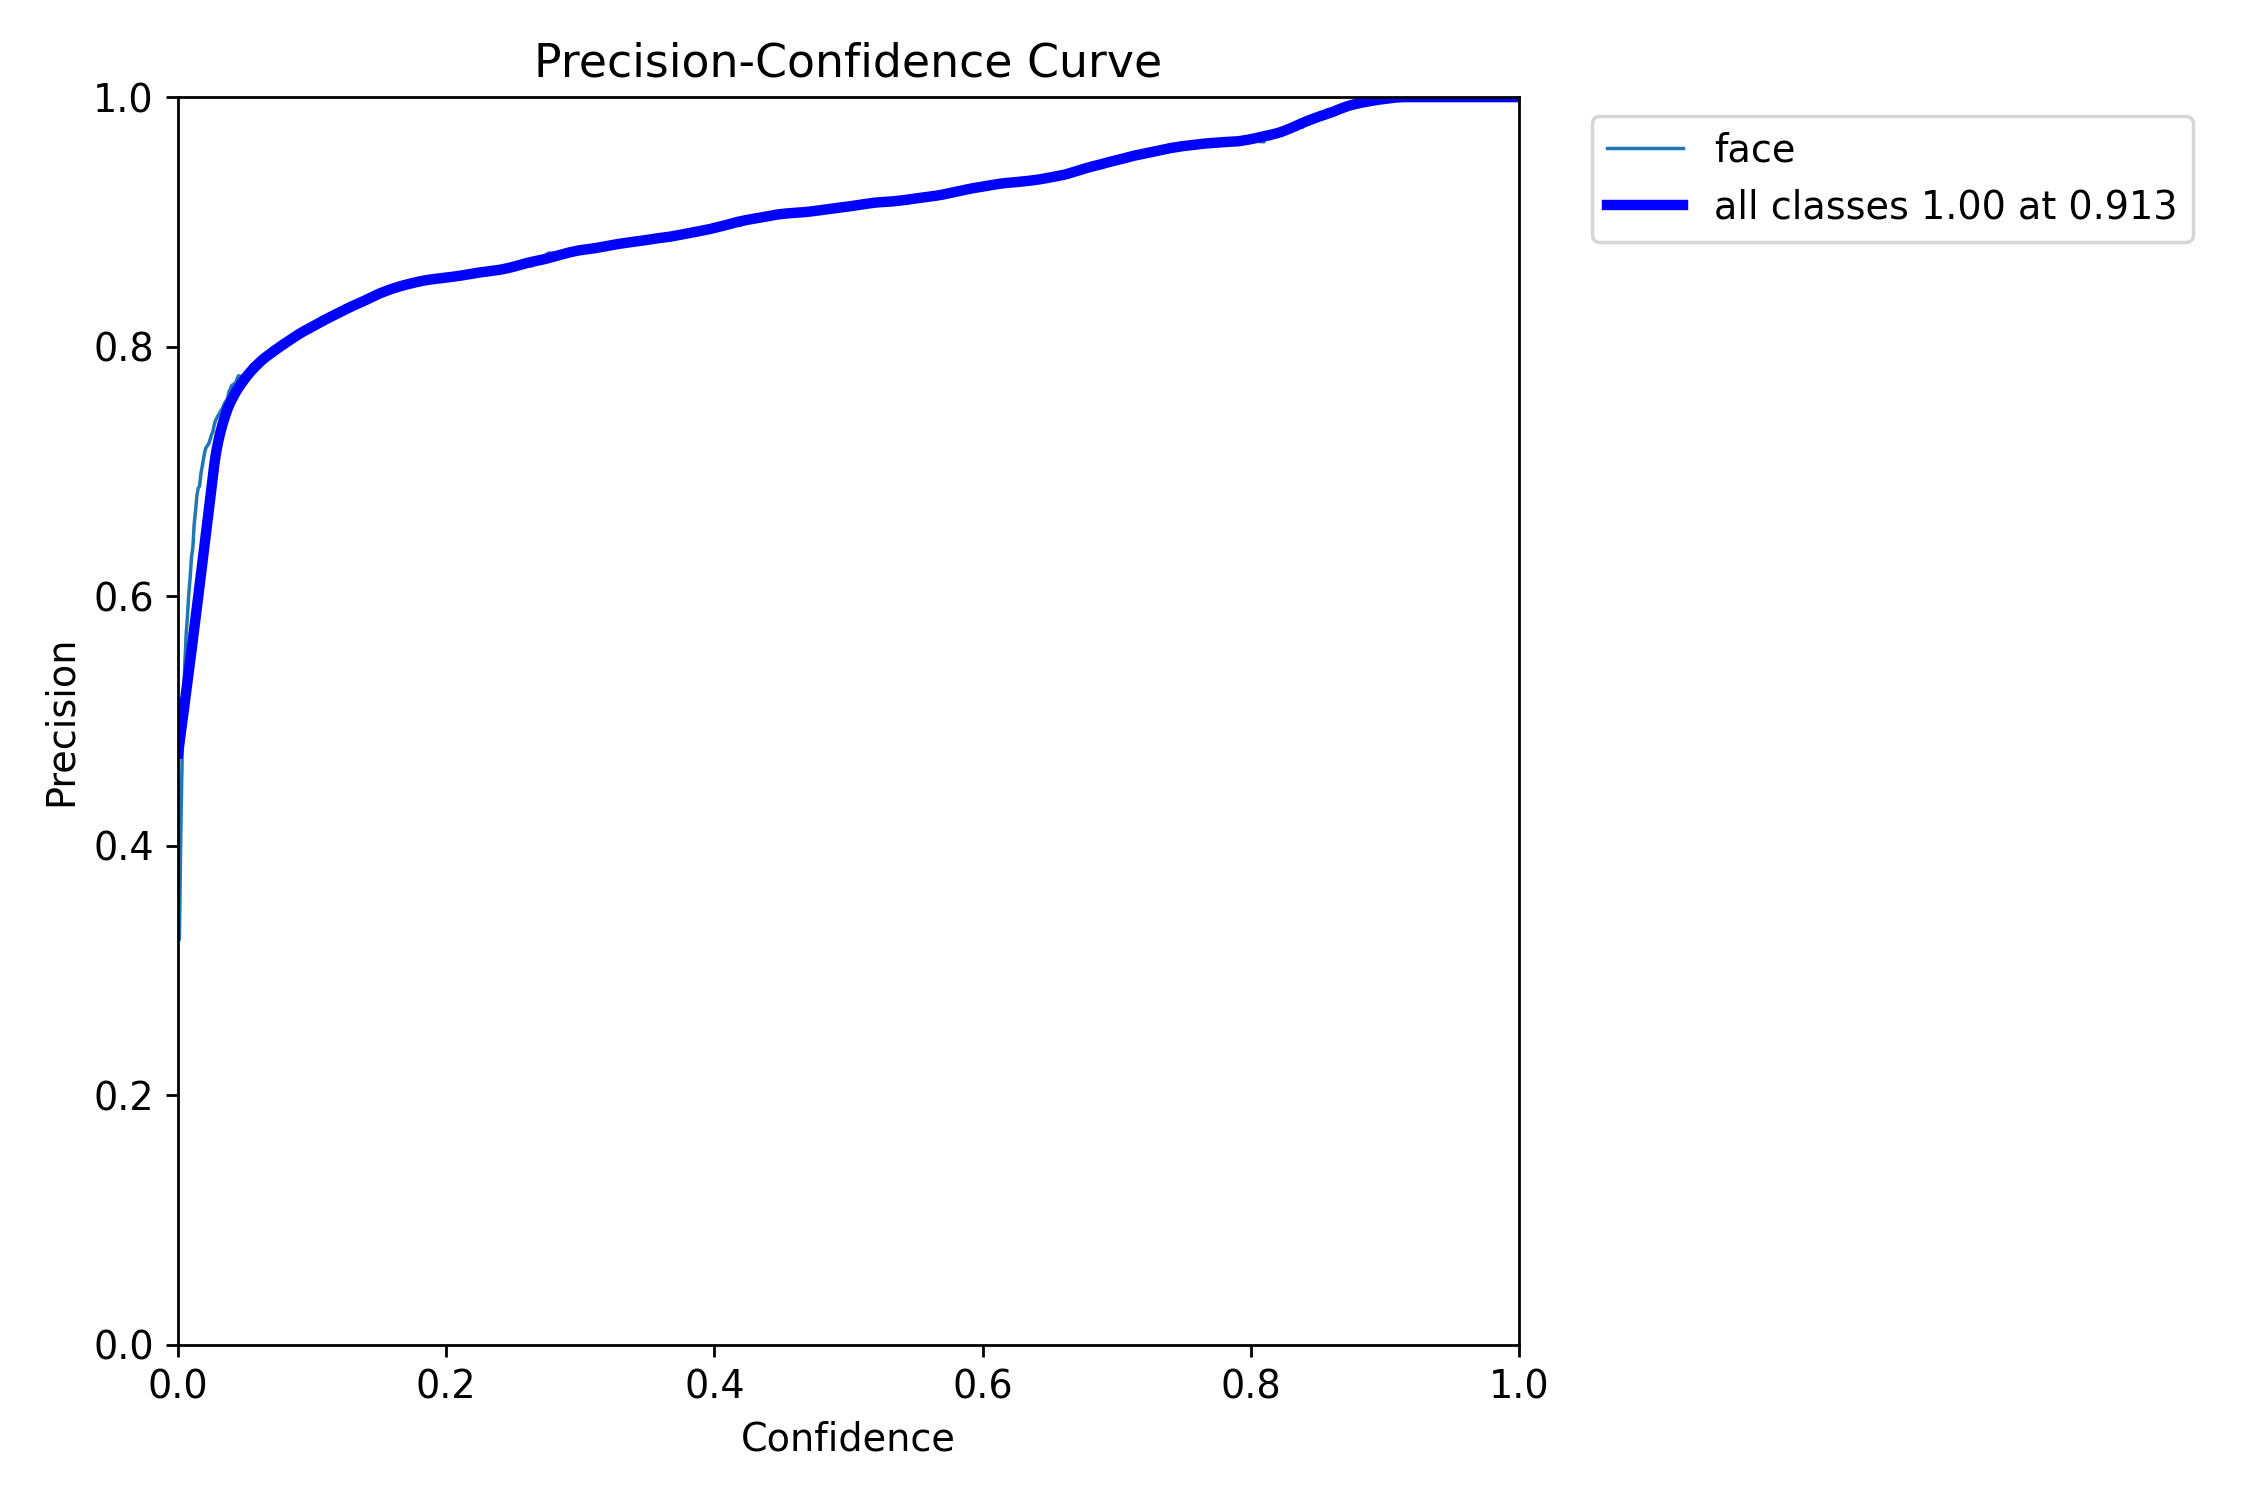 Precision-Confidence Curve
1.0
0.8
0.6
0.4
0.2
0.0
Precision
0.0 0.2 0.4 0.6 0.8 1.0
Confidence
face
all classes 1.00 at 0.913